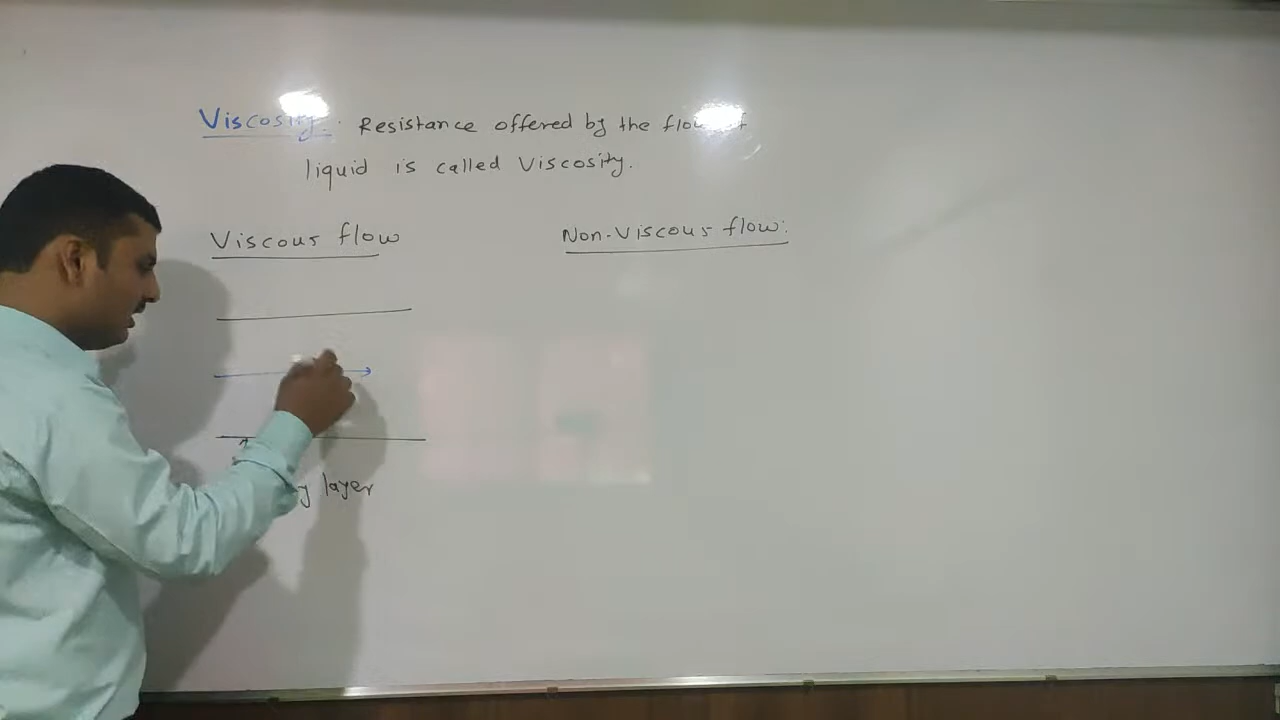 Viscosity: Resistance offered by the flow of
liquid is called Viscosity.
Viscous flow
Non-Viscous flow:
layer